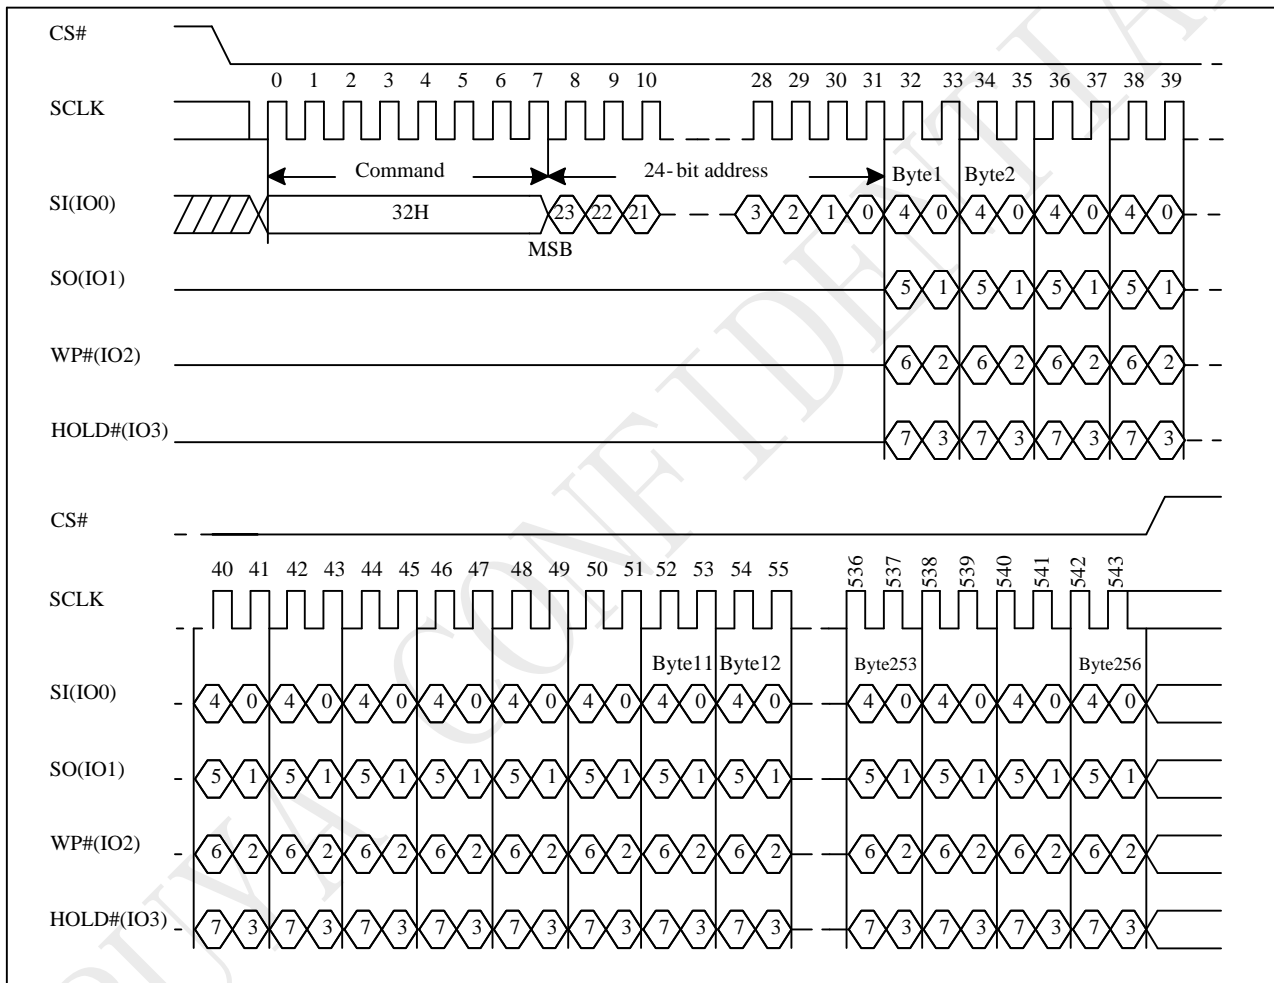 CS#
0 1 2 3 4 5 6 7 8 9 10 28 29 30 31 32 33 34 35 36 37 38 39
SCLK
Command 24-bit address Byte1 Byte2
SI(IO0) 32H 23 22 21 3 2 1 0 4 0 4 0 4 0 4 0
MSB
SO(IO1) 5 1 5 1 5 1 5 1
WP#(IO2) 6 2 6 2 6 2 6 2
HOLD#(IO3) 7 3 7 3 7 3 7 3
CS#
40 41 42 43 44 45 46 47 48 49 50 51 52 53 54 55 536 537 538 539 540 541 542 543
SCLK
Byte11 Byte12 Byte253 Byte256
SI(IO0) 4 0 4 0 4 0 4 0 4 0 4 0 4 0 4 0 4 0 4 0 4 0 4 0
SO(IO1) 5 1 5 1 5 1 5 1 5 1 5 1 5 1 5 1 5 1 5 1 5 1 5 1
WP#(IO2) 6 2 6 2 6 2 6 2 6 2 6 2 6 2 6 2 6 2 6 2 6 2 6 2
HOLD#(IO3) 7 3 7 3 7 3 7 3 7 3 7 3 7 3 7 3 7 3 7 3 7 3 7 3
PUYA CONFIDENTIAL